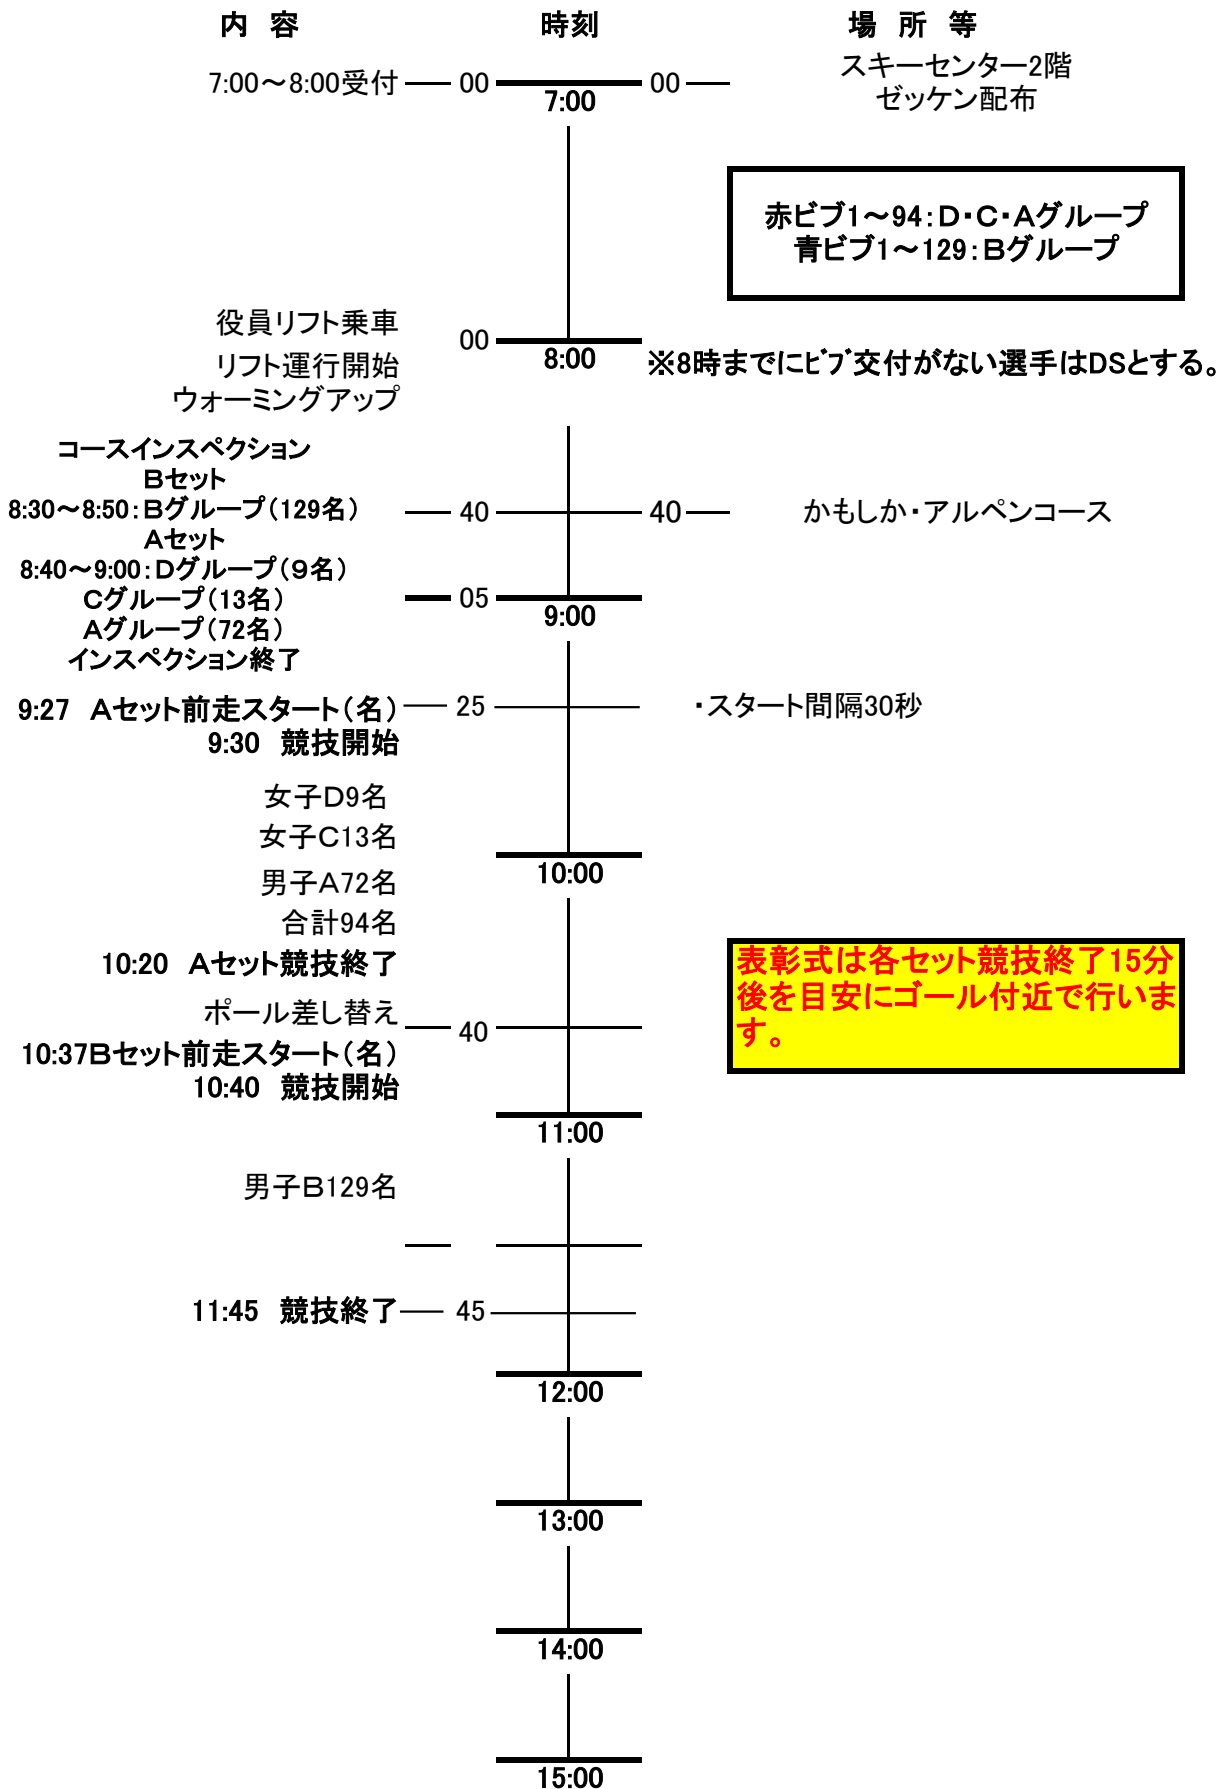 内 容　時刻　場 所 等
スキーセンター2階
7:00～8:00受付　00　00
ゼッケン配布
7:00
赤ビブ1～94:D・C・Aグループ
青ビブ1～129:Bグループ
役員リフト乗車
00
8:00
リフト運行開始
※8時までにビブ交付がない選手はDSとする。
ウォーミングアップ
コースインスペクション
Bセット
8:30～8:50:Bグループ(129名)
40　40　かもしか・アルペンコース
Aセット
8:40～9:00:Dグループ(9名)
Cグループ(13名)
05
9:00
Aグループ(72名)
インスペクション終了
9:27　Aセット前走スタート(名)
25　・スタート間隔30秒
9:30　競技開始
女子D9名
女子C13名
10:00
男子A72名
合計94名
10:20　Aセット競技終了
表彰式は各セット競技終了15分
後を目安にゴール付近で行いま
す。
ポール差し替え
40
10:37Bセット前走スタート(名)
10:40　競技開始
11:00
男子B129名
11:45　競技終了　45
12:00
13:00
14:00
15:00